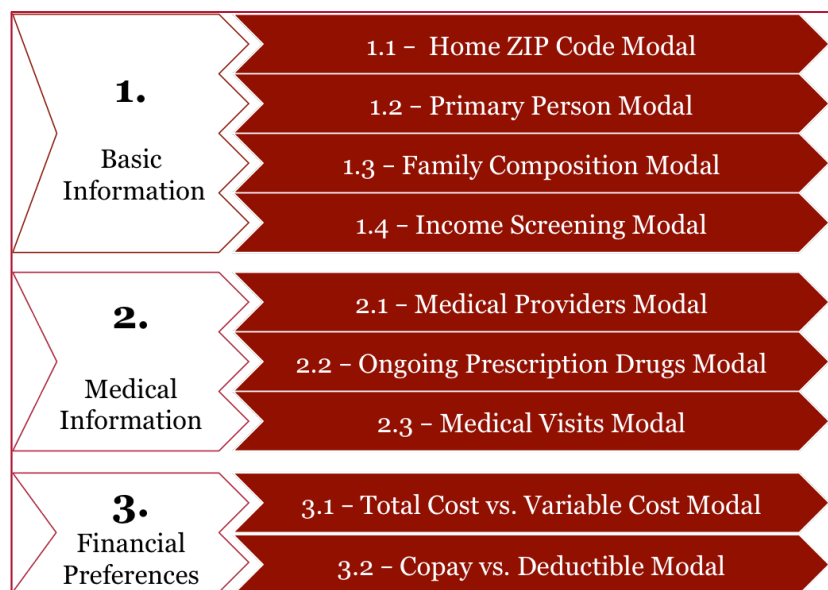 1.
Basic
Information
1.1 – Home ZIP Code Modal
1.2 – Primary Person Modal
1.3 – Family Composition Modal
1.4 – Income Screening Modal
2.
Medical
Information
2.1 – Medical Providers Modal
2.2 – Ongoing Prescription Drugs Modal
2.3 – Medical Visits Modal
3.
Financial
Preferences
3.1 – Total Cost vs. Variable Cost Modal
3.2 – Copay vs. Deductible Modal